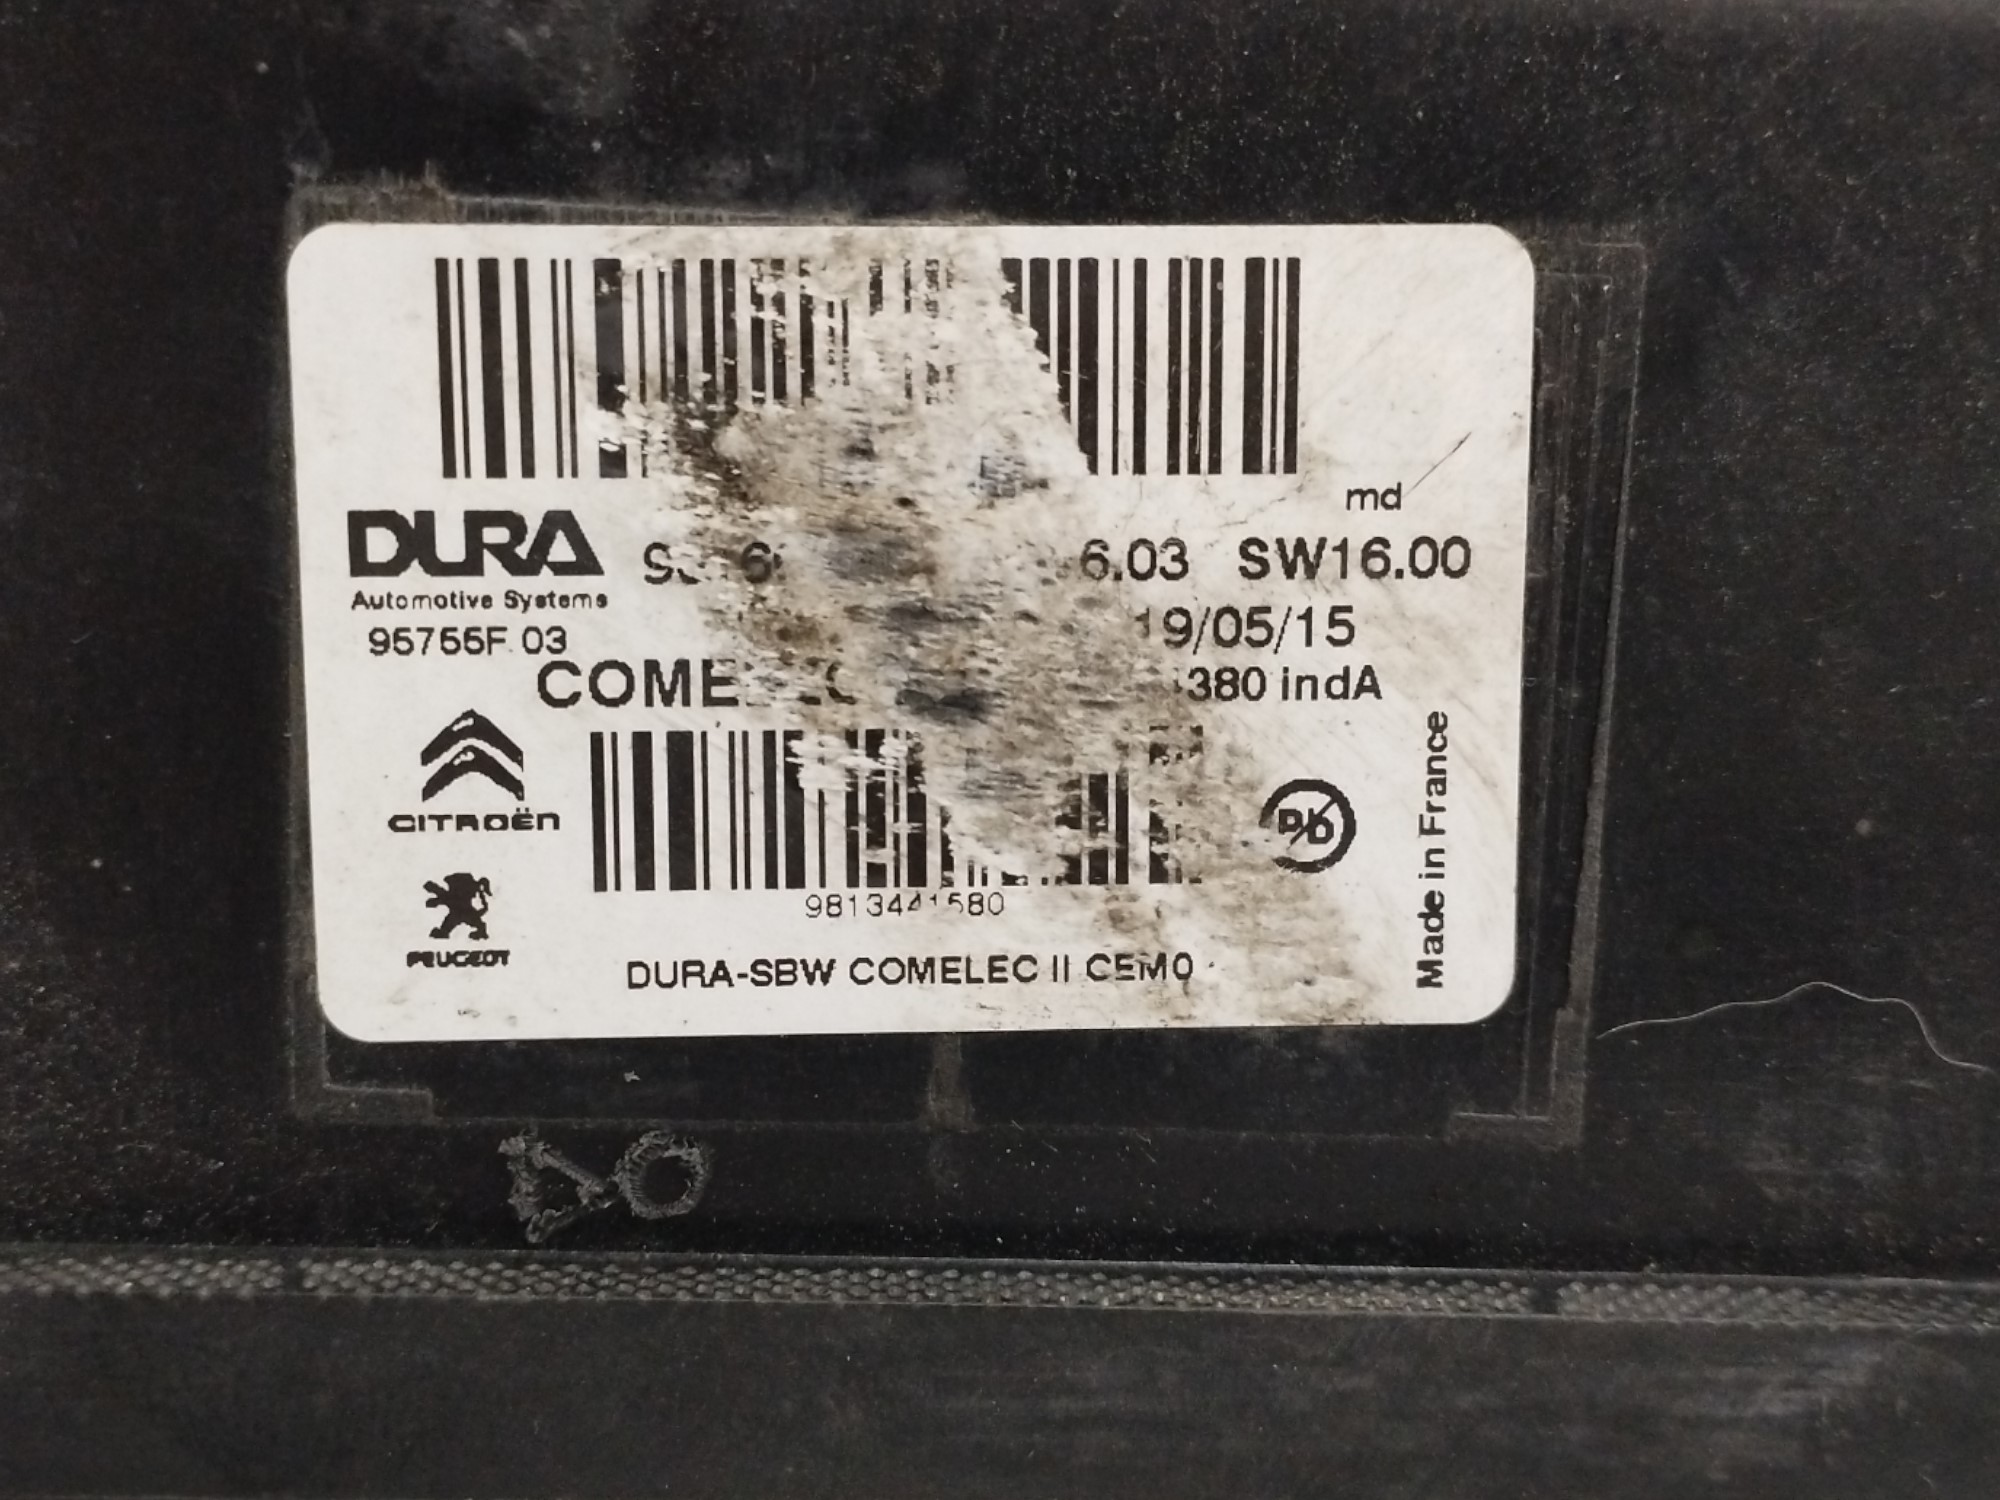 md
DURA
6.03 SW16.00
Automotive Systems
95755F.03
19/05/15
380 indA
CITROËN
9813441580
PEUGEOT
DURA-SBW COMELEC II CEM0
Made in France